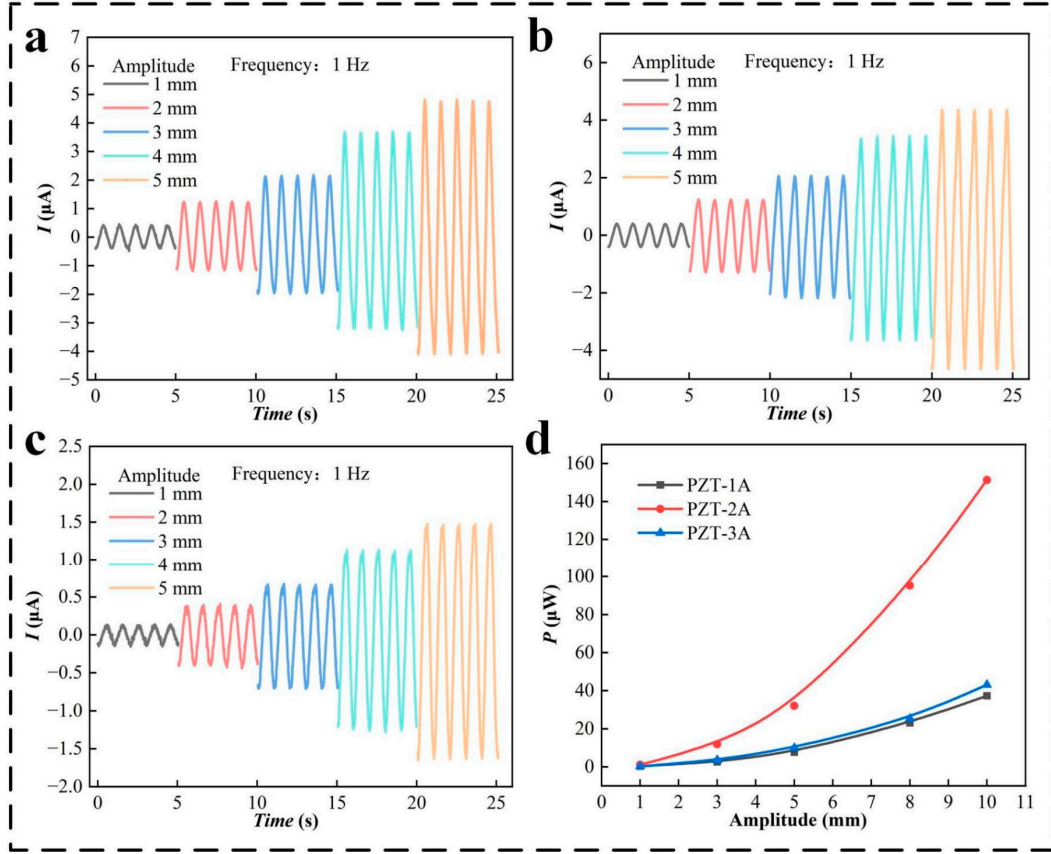 a
7
6
5
4
3
2
1
0
−1
−2
−3
−4
−5
I (μA)
Amplitude
Frequency: 1 Hz
1 mm
2 mm
3 mm
4 mm
5 mm
0 5 10 15 20 25
Time (s)
b
6
4
2
0
−2
−4
I (μA)
Amplitude
Frequency: 1 Hz
1 mm
2 mm
3 mm
4 mm
5 mm
0 5 10 15 20 25
Time (s)
c
2.5
2.0
1.5
1.0
0.5
0.0
−0.5
−1.0
−1.5
−2.0
I (μA)
Amplitude
Frequency: 1 Hz
1 mm
2 mm
3 mm
4 mm
5 mm
0 5 10 15 20 25
Time (s)
d
160
140
120
100
80
60
40
20
0
P (μW)
PZT-1A
PZT-2A
PZT-3A
0 1 2 3 4 5 6 7 8 9 10 11
Amplitude (mm)